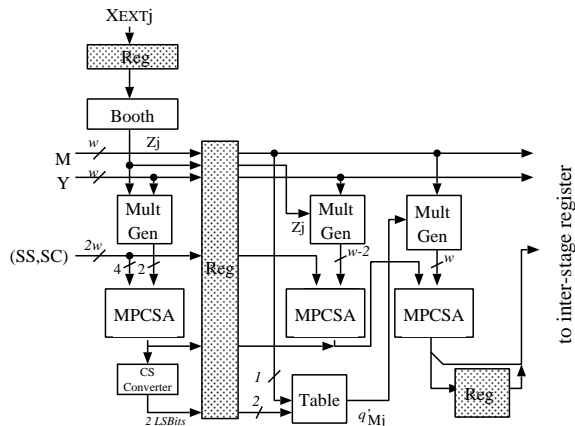 XEXTj
Reg
Booth
w
Zj
M
w
Y
Mult
Gen
Mult
Gen
Mult
Gen
Zj
(SS,SC)
2w
4
2
Reg
w-2
w
MPCSA
MPCSA
MPCSA
CS
Converter
1
Table
Reg
2
2 LSBits
q'Mj
to inter-stage register